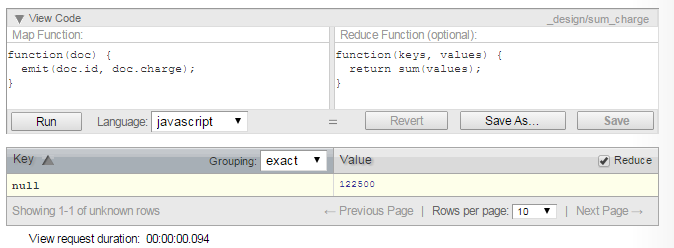 View Code _design/sum_charge
Map Function: Reduce Function (optional):
function(doc) { function(keys, values) {
emit(doc.id, doc.charge); return sum(values);
} }
Run Language: javascript = Revert Save As... Save
Key Grouping: exact Value Reduce
null 122500
Showing 1-1 of unknown rows ← Previous Page | Rows per page: 10 | Next Page →
View request duration: 00:00:00.094